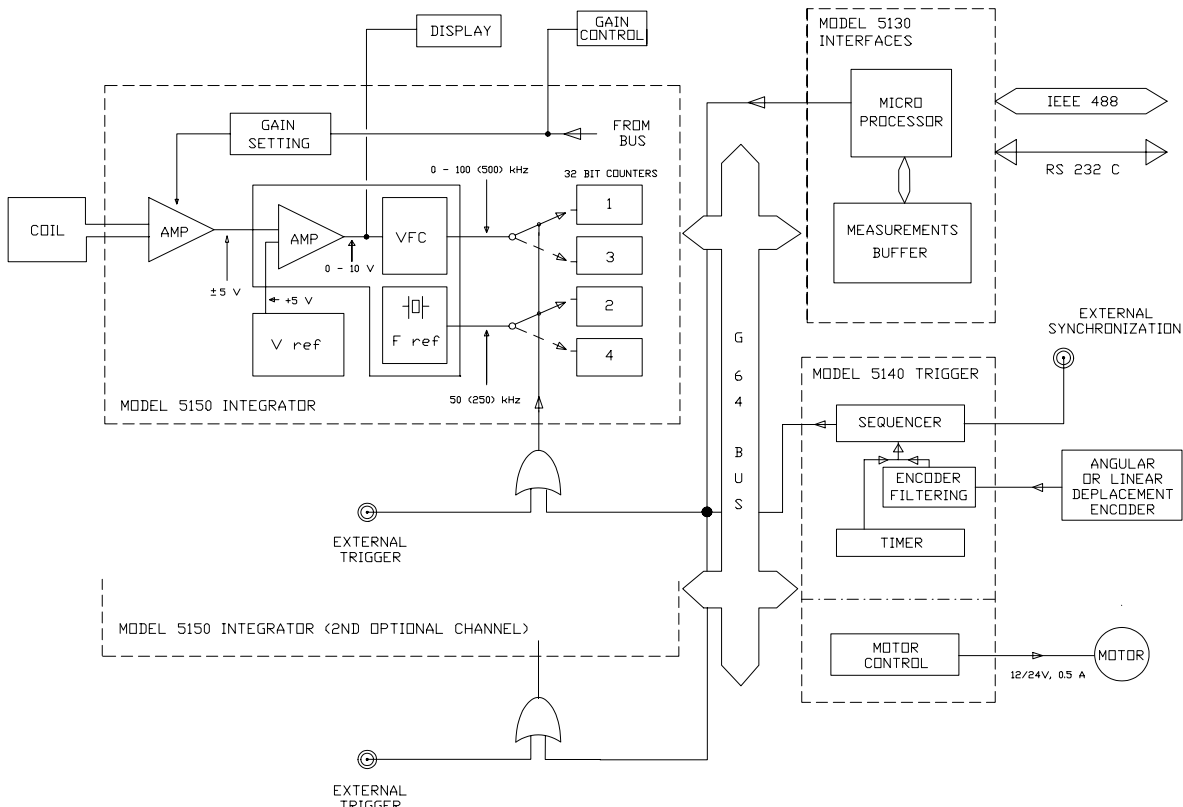 DISPLAY
GAIN
CONTROL
MODEL 5130
INTERFACES
MICRO
PROCESSOR
IEEE 488
RS 232 C
MEASUREMENTS
BUFFER
GAIN
SETTING
FROM
BUS
0 - 100 (500) kHz
32 BIT COUNTERS
COIL
AMP
±5 V
AMP
0 - 10 V
VFC
1
3
+5 V
V ref
F ref
2
4
50 (250) kHz
MODEL 5150 INTEGRATOR
G 64 BUS
EXTERNAL
SYNCHRONIZATION
MODEL 5140 TRIGGER
SEQUENCER
ENCODER
FILTERING
ANGULAR
OR LINEAR
DEPLACEMENT
ENCODER
TIMER
EXTERNAL
TRIGGER
MODEL 5150 INTEGRATOR (2ND OPTIONAL CHANNEL)
MOTOR
CONTROL
12/24V, 0.5 A
MOTOR
EXTERNAL
TRIGGER